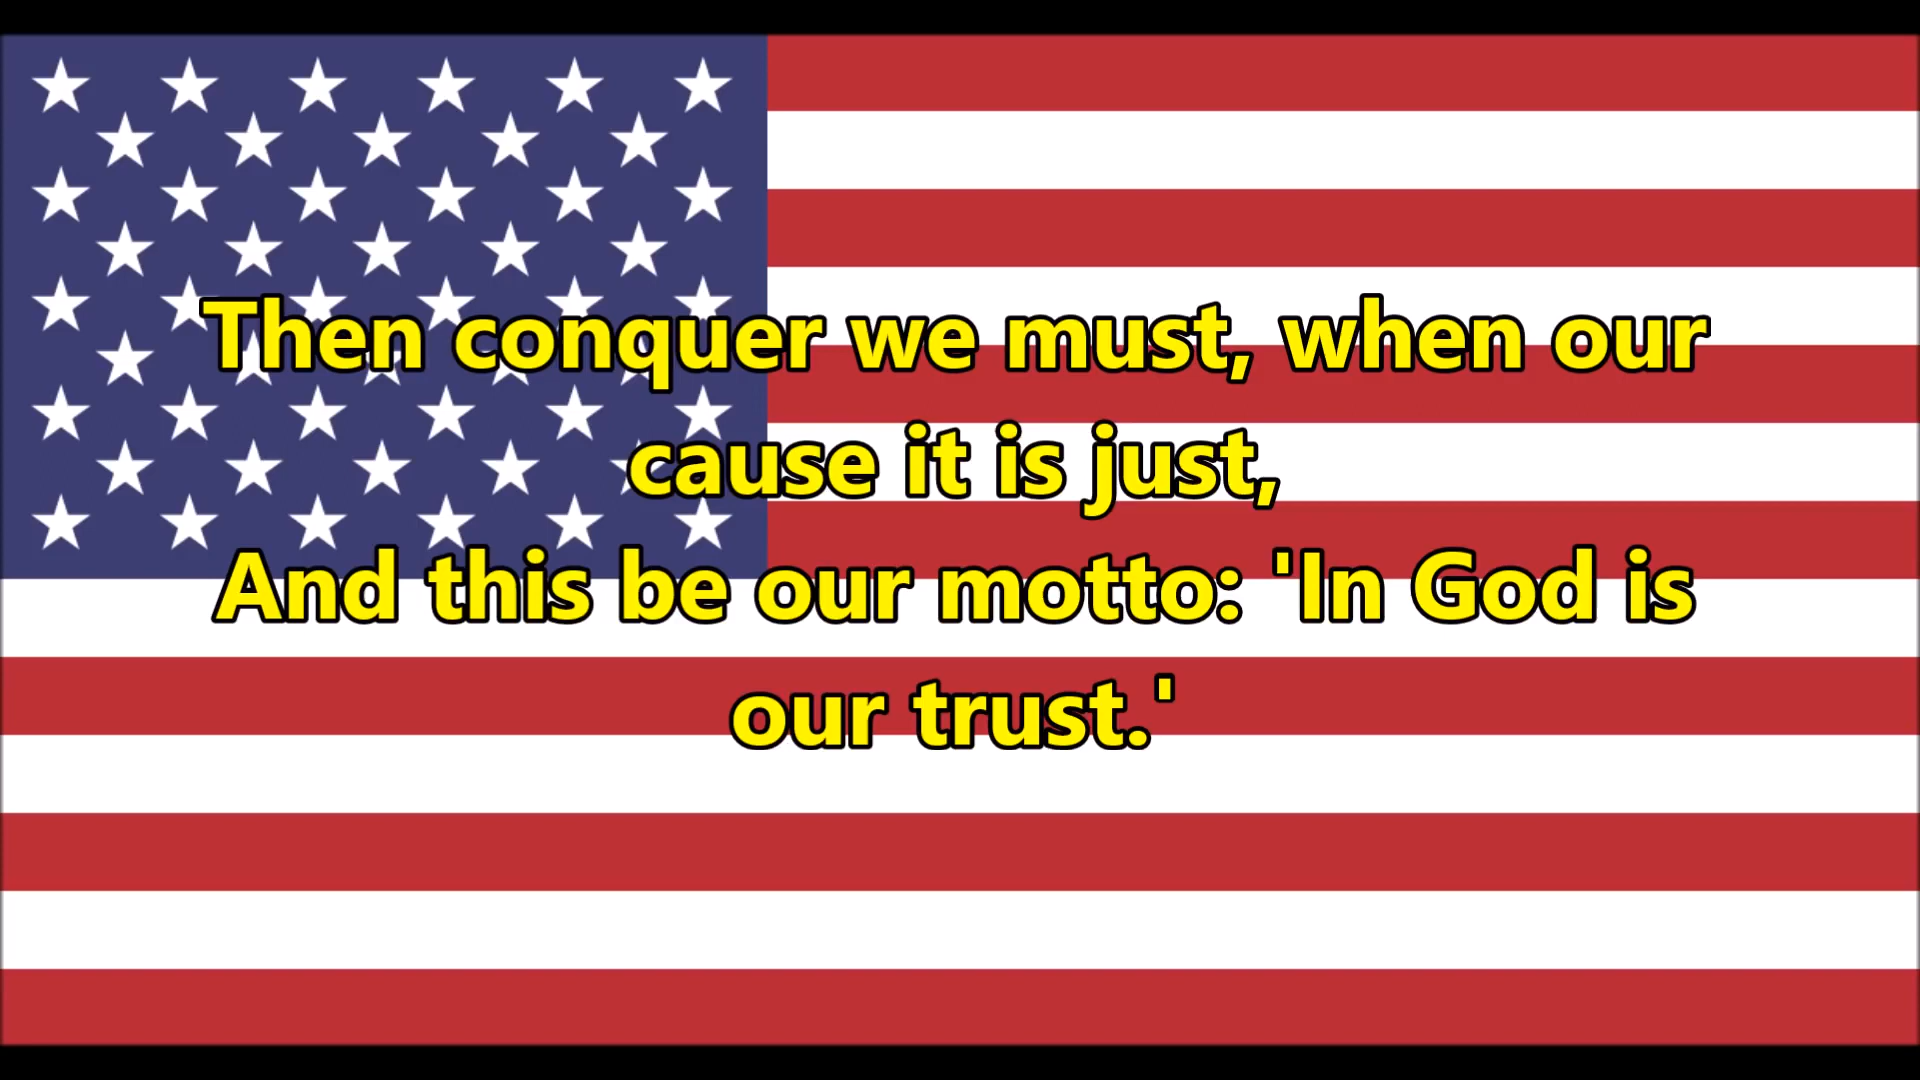 Then conquer we must, when our
cause it is just,
And this be our motto: 'In God is
our trust.'